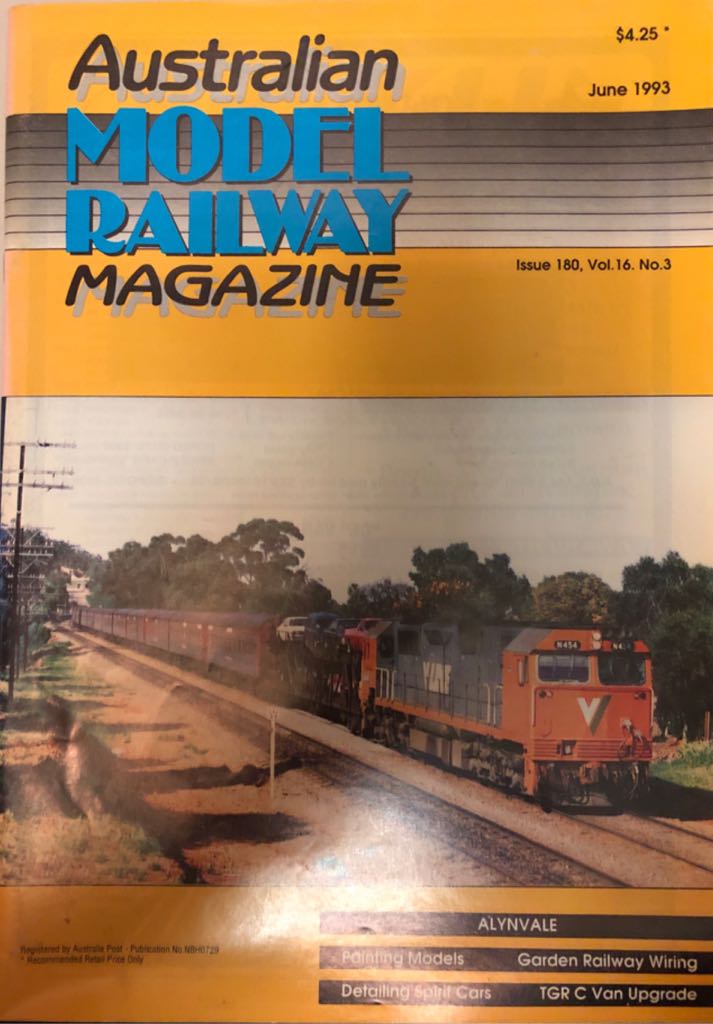 $4.25 *
Australian
June 1993
MODEL
RAILWAY
MAGAZINE
Issue 180, Vol.16. No.3
N454 N454
V/LINE
V
ALYNVALE
Registered by Australia Post - Publication No NBH0729
* Recommended Retail Price Only
Painting Models Garden Railway Wiring
Detailing Spirit Cars TGR C Van Upgrade